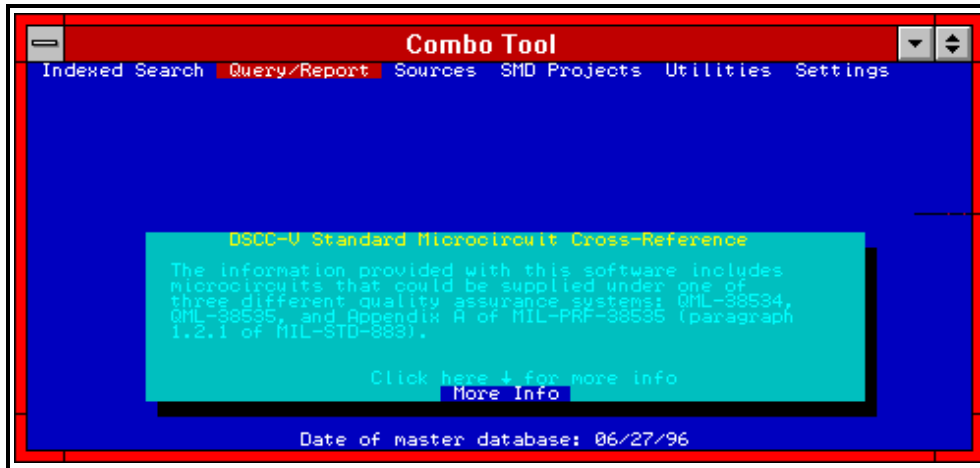 Combo Tool
Indexed Search Query/Report Sources SMD Projects Utilities Settings
DSCC-V Standard Microcircuit Cross-Reference
The information provided with this software includes
microcircuits that could be supplied under one of
three different quality assurance systems: QML-38534,
QML-38535, and Appendix A of MIL-PRF-38535 (paragraph
1.2.1 of MIL-STD-883).
Click here ↓ for more info
More Info
Date of master database: 06/27/96